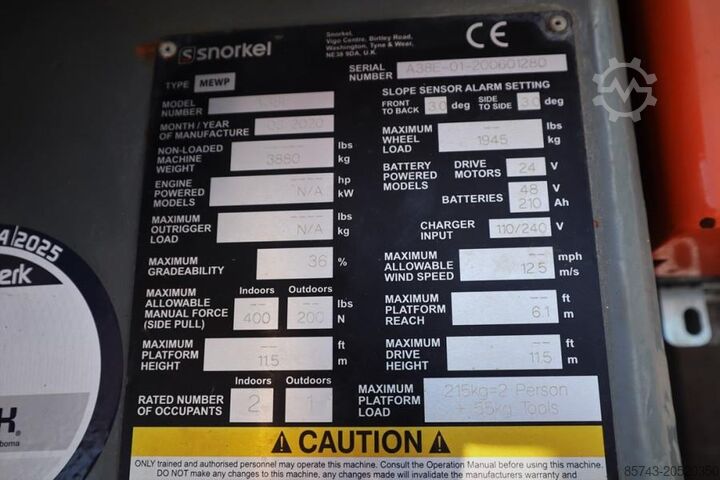 snorkel
Snorkel,
Vigo Centre, Birtley Road,
Washington, Tyne & Wear,
NE38 9DA, U.K.
CE
TYPE MEWP
SERIAL NUMBER A38E-01-200601280
MODEL NUMBER
MONTH / YEAR OF MANUFACTURE 2020
NON-LOADED MACHINE WEIGHT -- lbs 3880 kg
ENGINE POWERED MODELS ---- hp N/A kW
MAXIMUM OUTRIGGER LOAD ---- lbs N/A kg
MAXIMUM GRADEABILITY 36 %
Indoors Outdoors
MAXIMUM ALLOWABLE MANUAL FORCE (SIDE PULL) -- -- lbs 400 200 N
MAXIMUM PLATFORM HEIGHT -- ft 11.5 m
Indoors Outdoors
RATED NUMBER OF OCCUPANTS 2 1
SLOPE SENSOR ALARM SETTING
FRONT TO BACK 3.0 deg SIDE TO SIDE 3.0 deg
MAXIMUM WHEEL LOAD -- lbs 1945 kg
BATTERY POWERED MODELS DRIVE MOTORS 24 V
BATTERIES 48 V 210 Ah
CHARGER INPUT 110/240 V
MAXIMUM ALLOWABLE WIND SPEED -- mph 12.5 m/s
MAXIMUM PLATFORM REACH -- ft 6.1 m
MAXIMUM DRIVE HEIGHT -- ft 11.5 m
MAXIMUM PLATFORM LOAD 215kg=2 Person + 55kg Tools
CAUTION
ONLY trained and authorised personnel may operate this machine. Consult the Operation Manual before using this machine.
DO NOT make any changes to this machine, any changes made will invalidate the manufacturers warranty and
/2025
erk
boma
85743-20520350